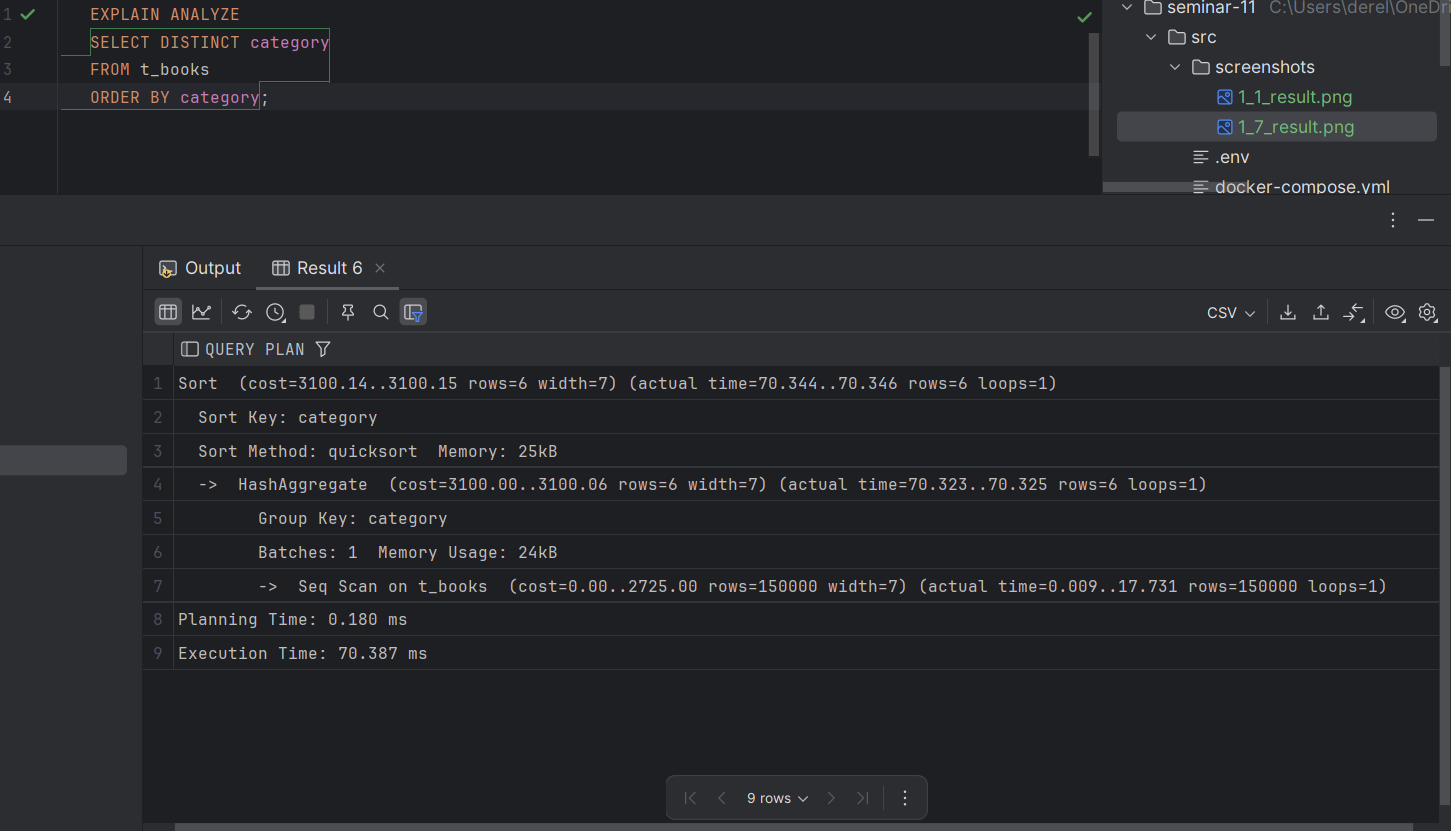 1 EXPLAIN ANALYZE
2 SELECT DISTINCT category
3 FROM t_books
4 ORDER BY category;
seminar-11 C:\Users\derel\OneDri
src
screenshots
1_1_result.png
1_7_result.png
.env
docker-compose.yml
Output
Result 6
CSV
QUERY PLAN
1 Sort (cost=3100.14..3100.15 rows=6 width=7) (actual time=70.344..70.346 rows=6 loops=1)
2 Sort Key: category
3 Sort Method: quicksort Memory: 25kB
4 -> HashAggregate (cost=3100.00..3100.06 rows=6 width=7) (actual time=70.323..70.325 rows=6 loops=1)
5 Group Key: category
6 Batches: 1 Memory Usage: 24kB
7 -> Seq Scan on t_books (cost=0.00..2725.00 rows=150000 width=7) (actual time=0.009..17.731 rows=150000 loops=1)
8 Planning Time: 0.180 ms
9 Execution Time: 70.387 ms
9 rows